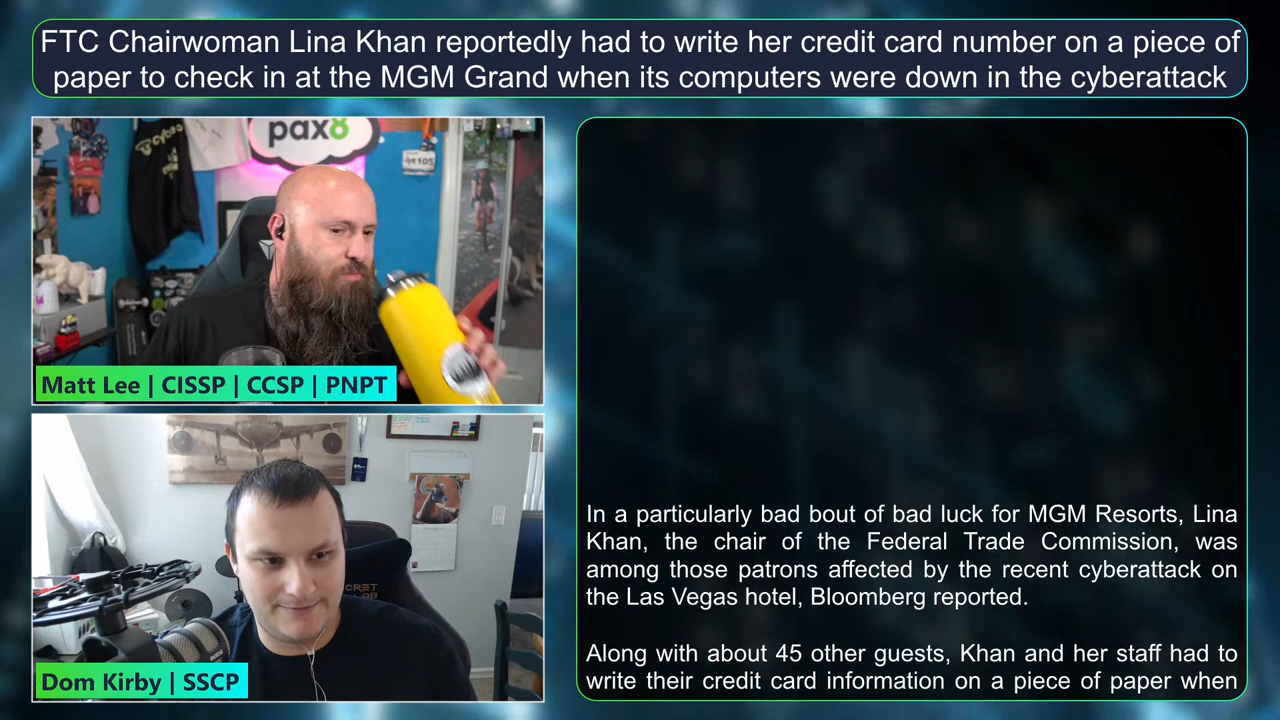 FTC Chairwoman Lina Khan reportedly had to write her credit card number on a piece of
paper to check in at the MGM Grand when its computers were down in the cyberattack
pax8
1105
Matt Lee | CISSP | CCSP | PNPT
Dom Kirby | SSCP
In a particularly bad bout of bad luck for MGM Resorts, Lina
Khan, the chair of the Federal Trade Commission, was
among those patrons affected by the recent cyberattack on
the Las Vegas hotel, Bloomberg reported.
Along with about 45 other guests, Khan and her staff had to
write their credit card information on a piece of paper when